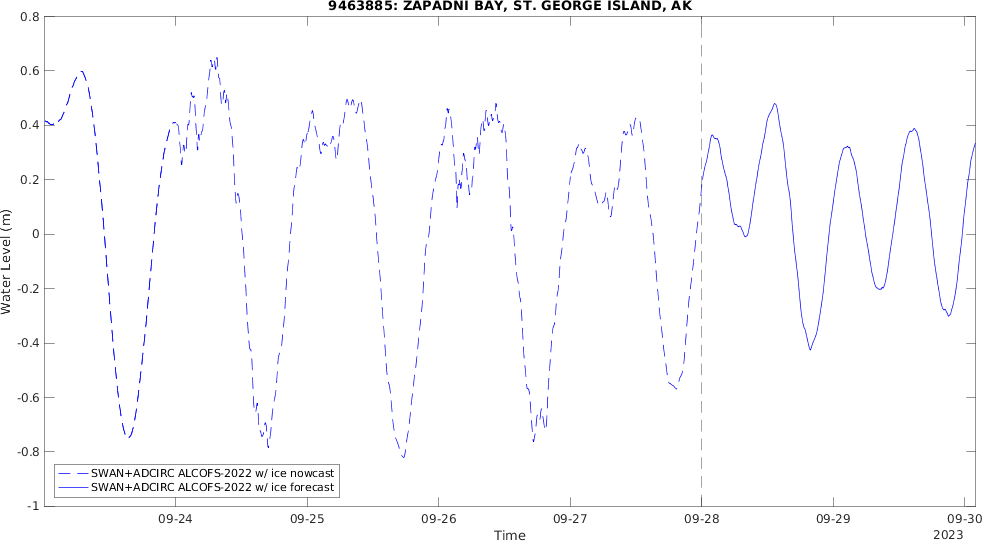 9463885: ZAPADNI BAY, ST. GEORGE ISLAND, AK
0.8
0.6
0.4
0.2
0
-0.2
-0.4
-0.6
-0.8
-1
Water Level (m)
SWAN+ADCIRC ALCOFS-2022 w/ ice nowcast
SWAN+ADCIRC ALCOFS-2022 w/ ice forecast
09-24 09-25 09-26 09-27 09-28 09-29 09-30
Time
2023